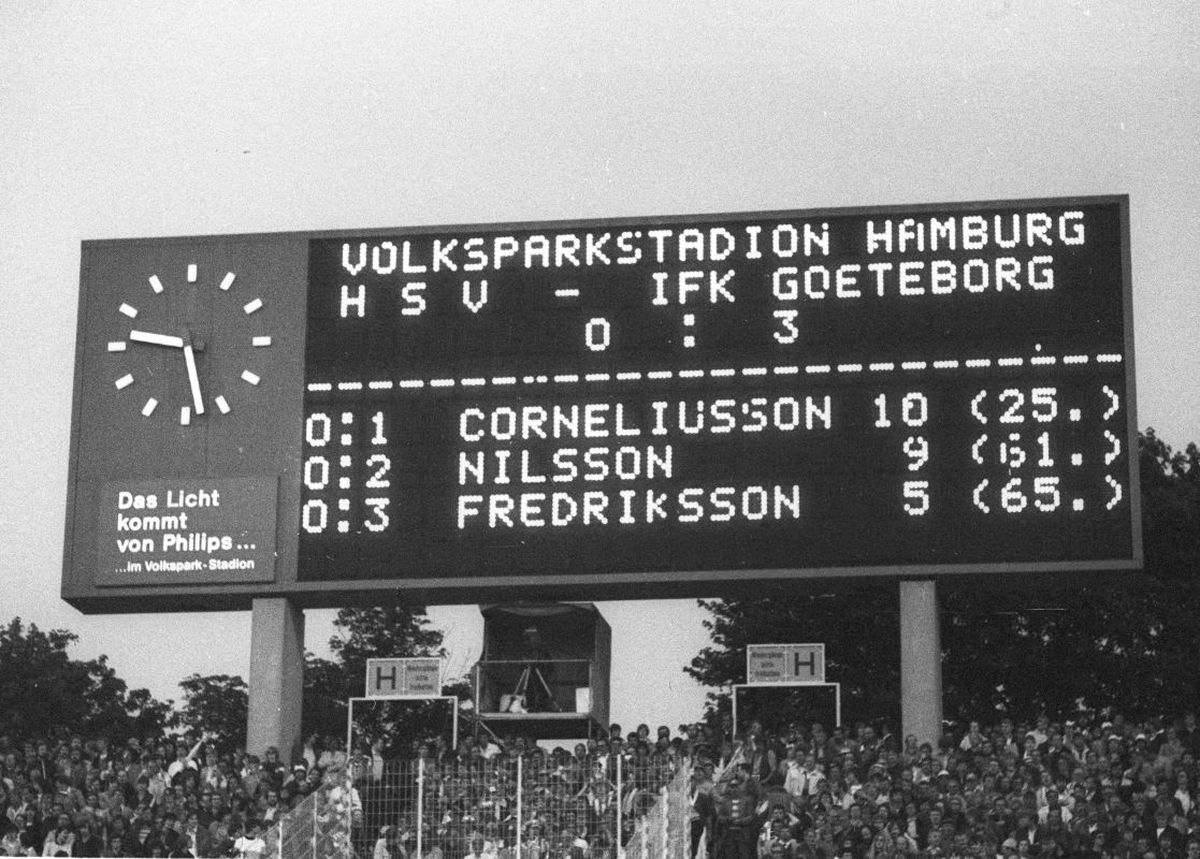 VOLKSPARKSTADION HAMBURG
H S V - IFK GOETEBORG
0 : 3
0:1 CORNELIUSSON 10 (25.)
0:2 NILSSON 9 (61.)
0:3 FREDRIKSSON 5 (65.)
Das Licht
kommt
von Philips...
...im Volkspark-Stadion
H
H